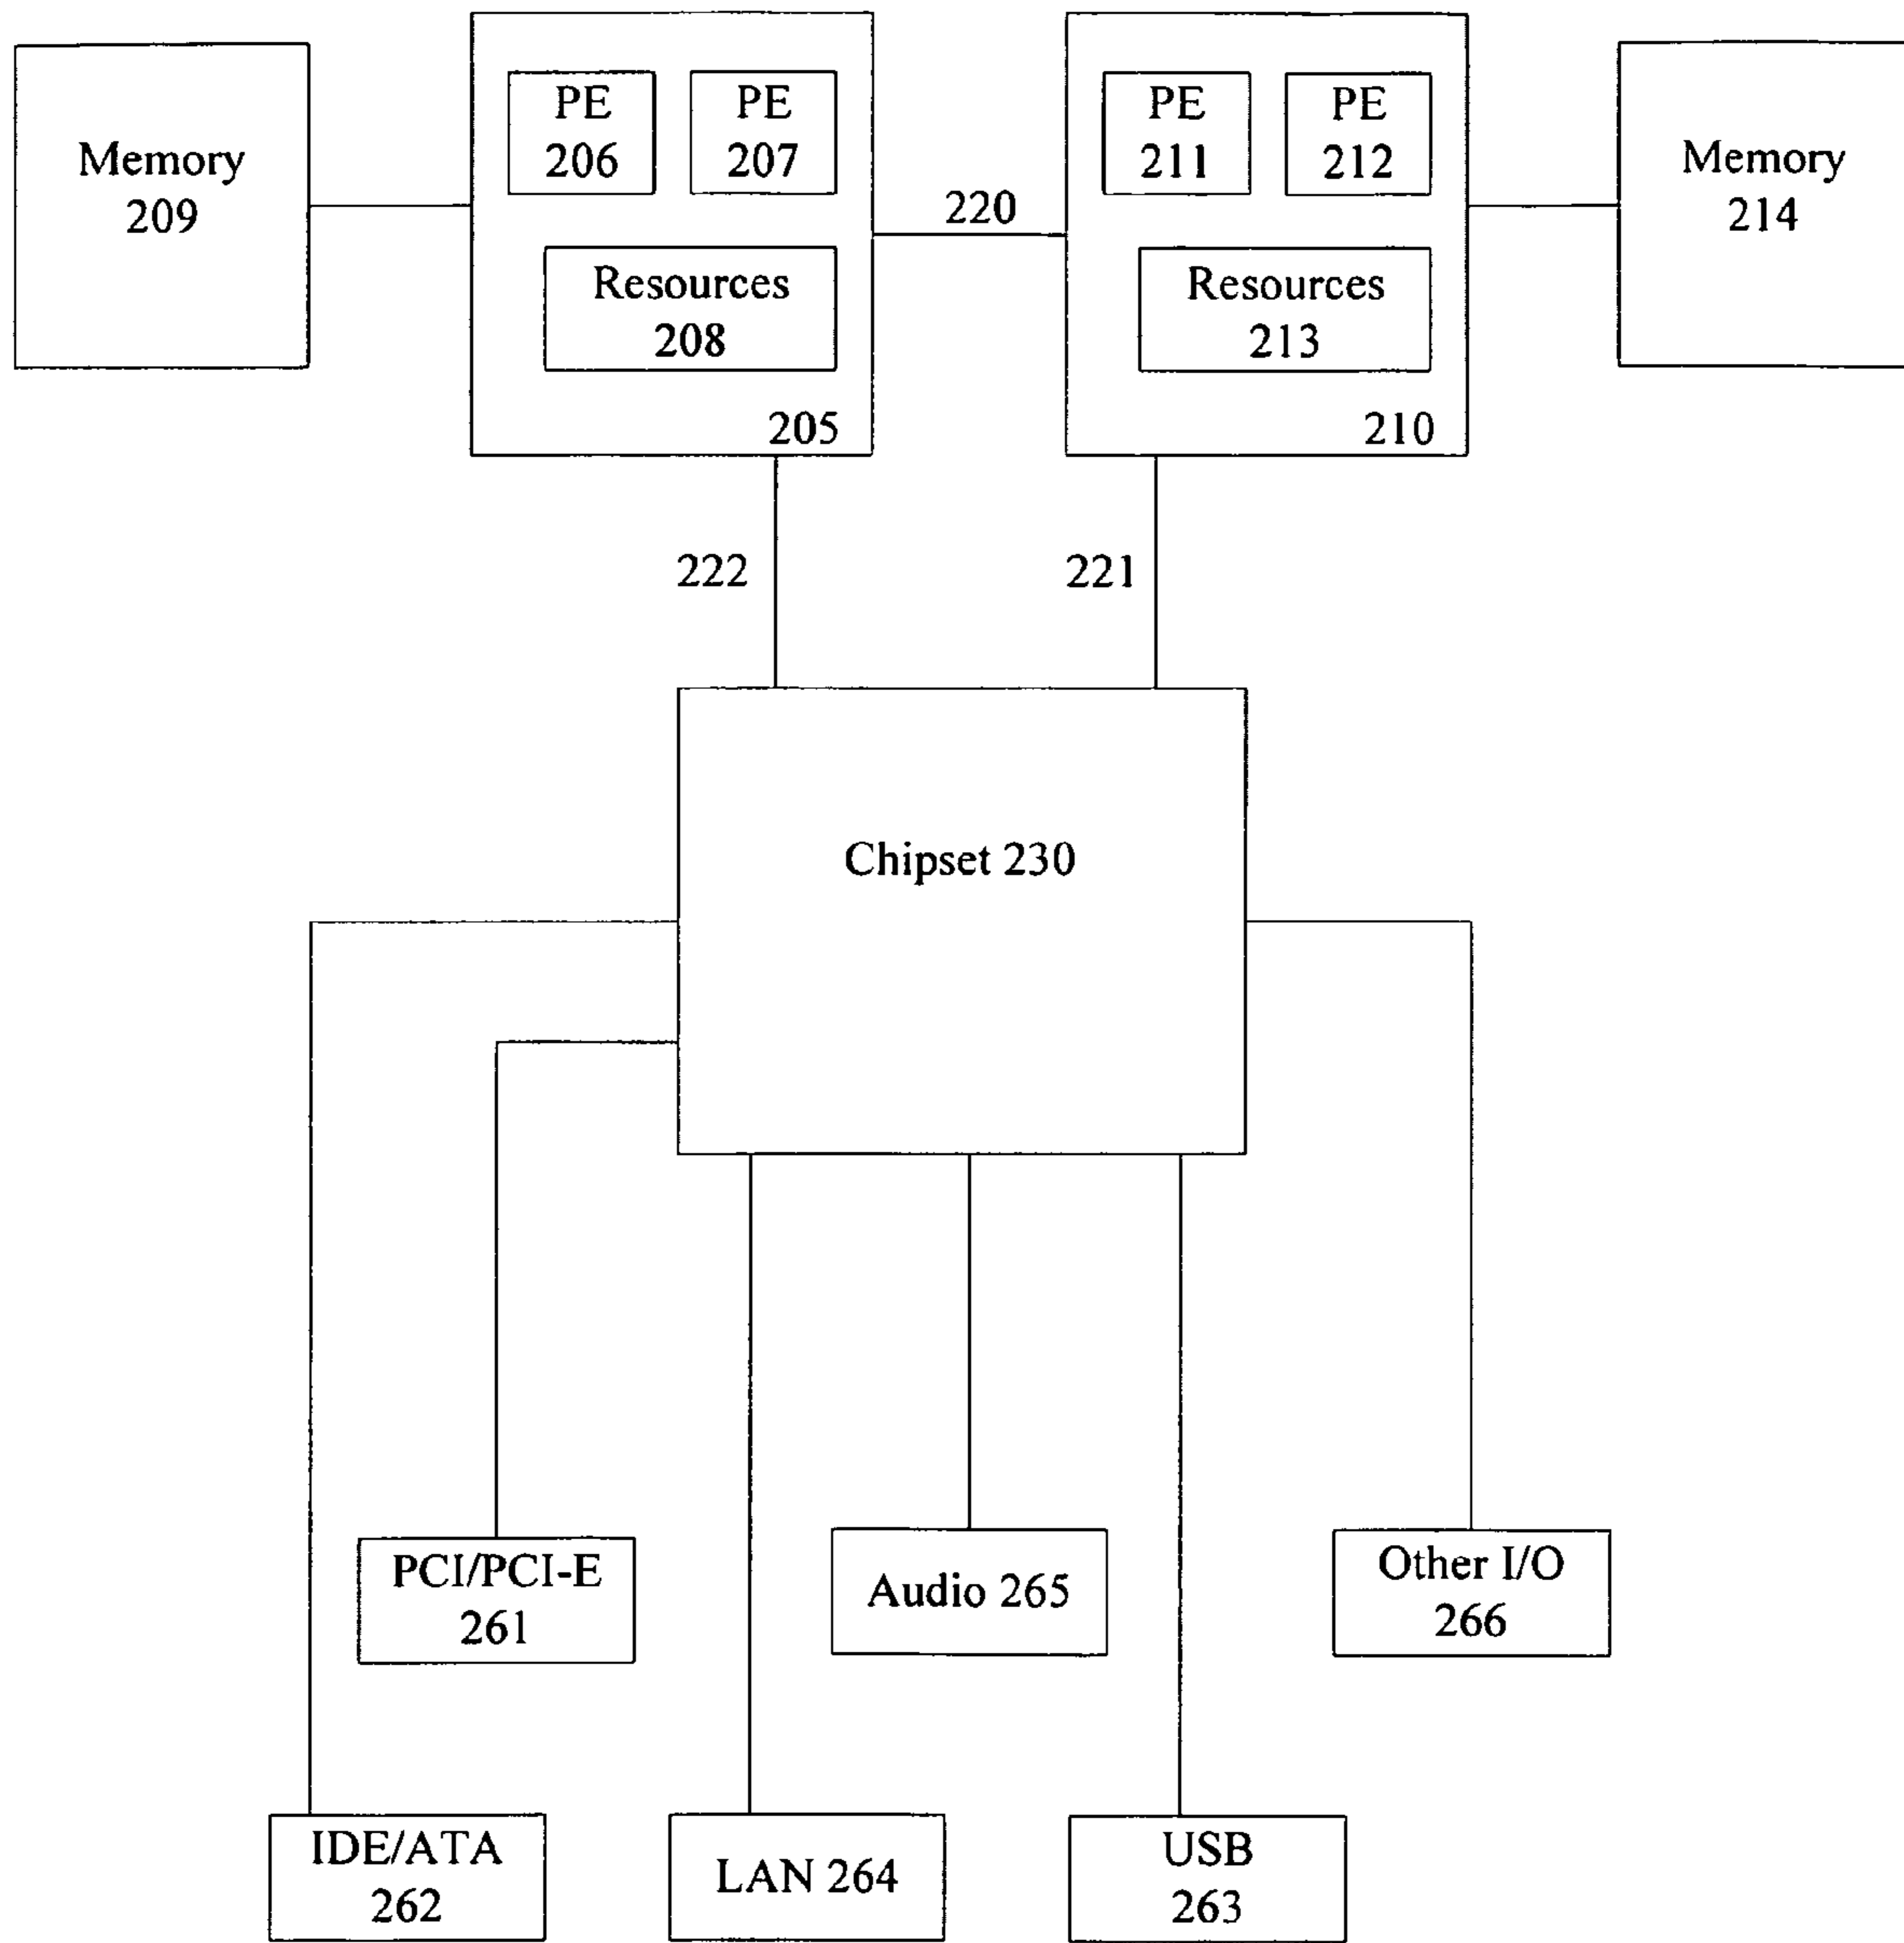 Memory
209
PE
206
PE
207
Resources
208
205
220
PE
211
PE
212
Resources
213
210
Memory
214
222
221
Chipset 230
PCI/PCI-E
261
Audio 265
Other I/O
266
IDE/ATA
262
LAN 264
USB
263